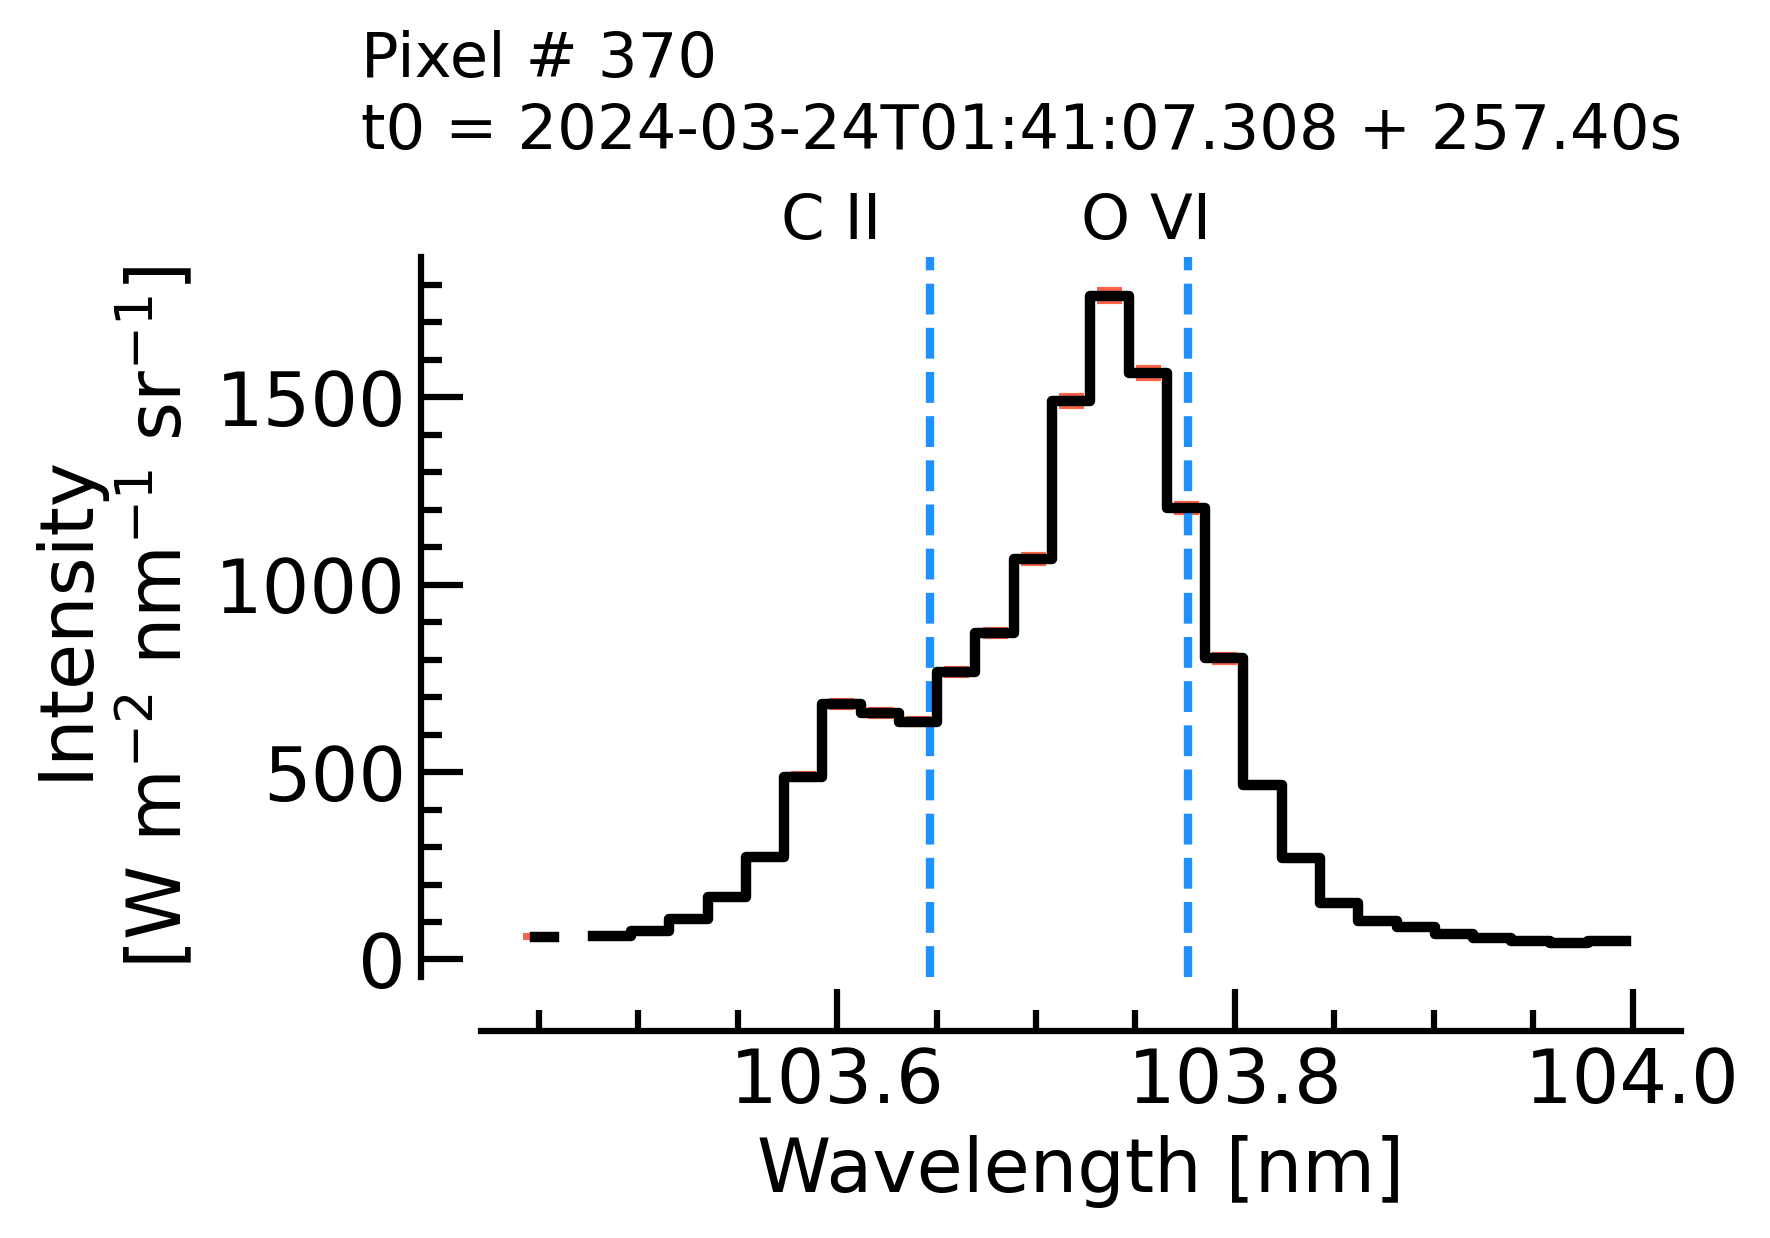 Pixel # 370
t0 = 2024-03-24T01:41:07.308 + 257.40s
C II O VI
Intensity
[W m⁻² nm⁻¹ sr⁻¹]
1500
1000
500
0
103.6 103.8 104.0
Wavelength [nm]